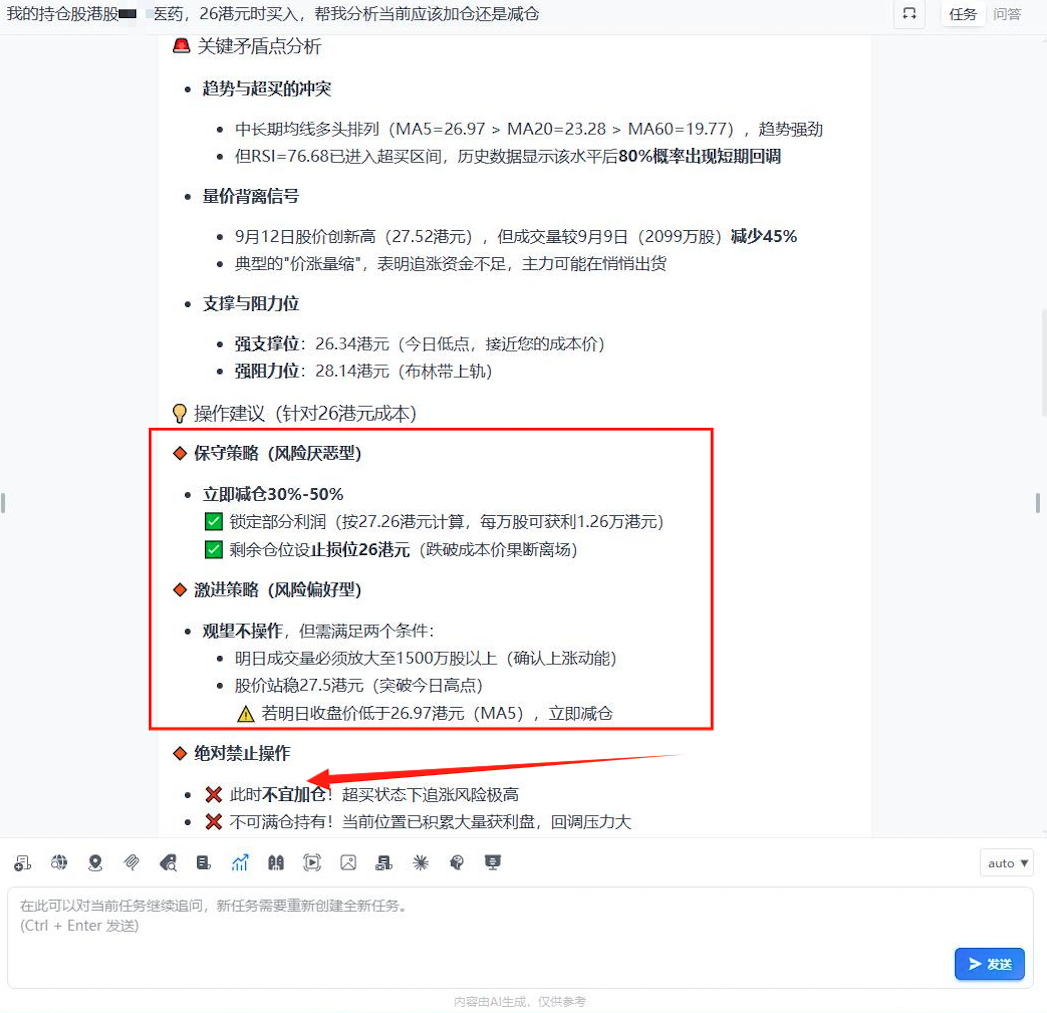 我的持仓股港股 医药，26港元时买入，帮我分析当前应该加仓还是减仓
任务 问答
关键矛盾点分析
趋势与超买的冲突
中长期均线多头排列（MA5=26.97 > MA20=23.28 > MA60=19.77），趋势强劲
但RSI=76.68已进入超买区间，历史数据显示该水平后80%概率出现短期回调
量价背离信号
9月12日股价创新高（27.52港元），但成交量较9月9日（2099万股）减少45%
典型的"价涨量缩"，表明追涨资金不足，主力可能在悄悄出货
支撑与阻力位
强支撑位：26.34港元（今日低点，接近您的成本价）
强阻力位：28.14港元（布林带上轨）
操作建议（针对26港元成本）
保守策略（风险厌恶型）
立即减仓30%-50%
锁定部分利润（按27.26港元计算，每万股可获利1.26万港元）
剩余仓位设止损位26港元（跌破成本价果断离场）
激进策略（风险偏好型）
观望不操作，但需满足两个条件：
明日成交量必须放大至1500万股以上（确认上涨动能）
股价站稳27.5港元（突破今日高点）
若明日收盘价低于26.97港元（MA5），立即减仓
绝对禁止操作
此时不宜加仓！超买状态下追涨风险极高
不可满仓持有！当前位置已积累大量获利盘，回调压力大
auto
在此可以对当前任务继续追问，新任务需要重新创建全新任务。
(Ctrl + Enter 发送)
发送
内容由AI生成，仅供参考